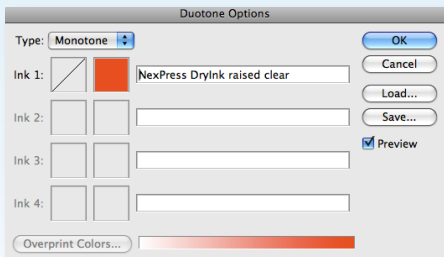 Duotone Options
Type: Monotone
OK
Cancel
Ink 1: NexPress DryInk raised clear
Load...
Ink 2:
Save...
Preview
Ink 3:
Ink 4:
Overprint Colors...